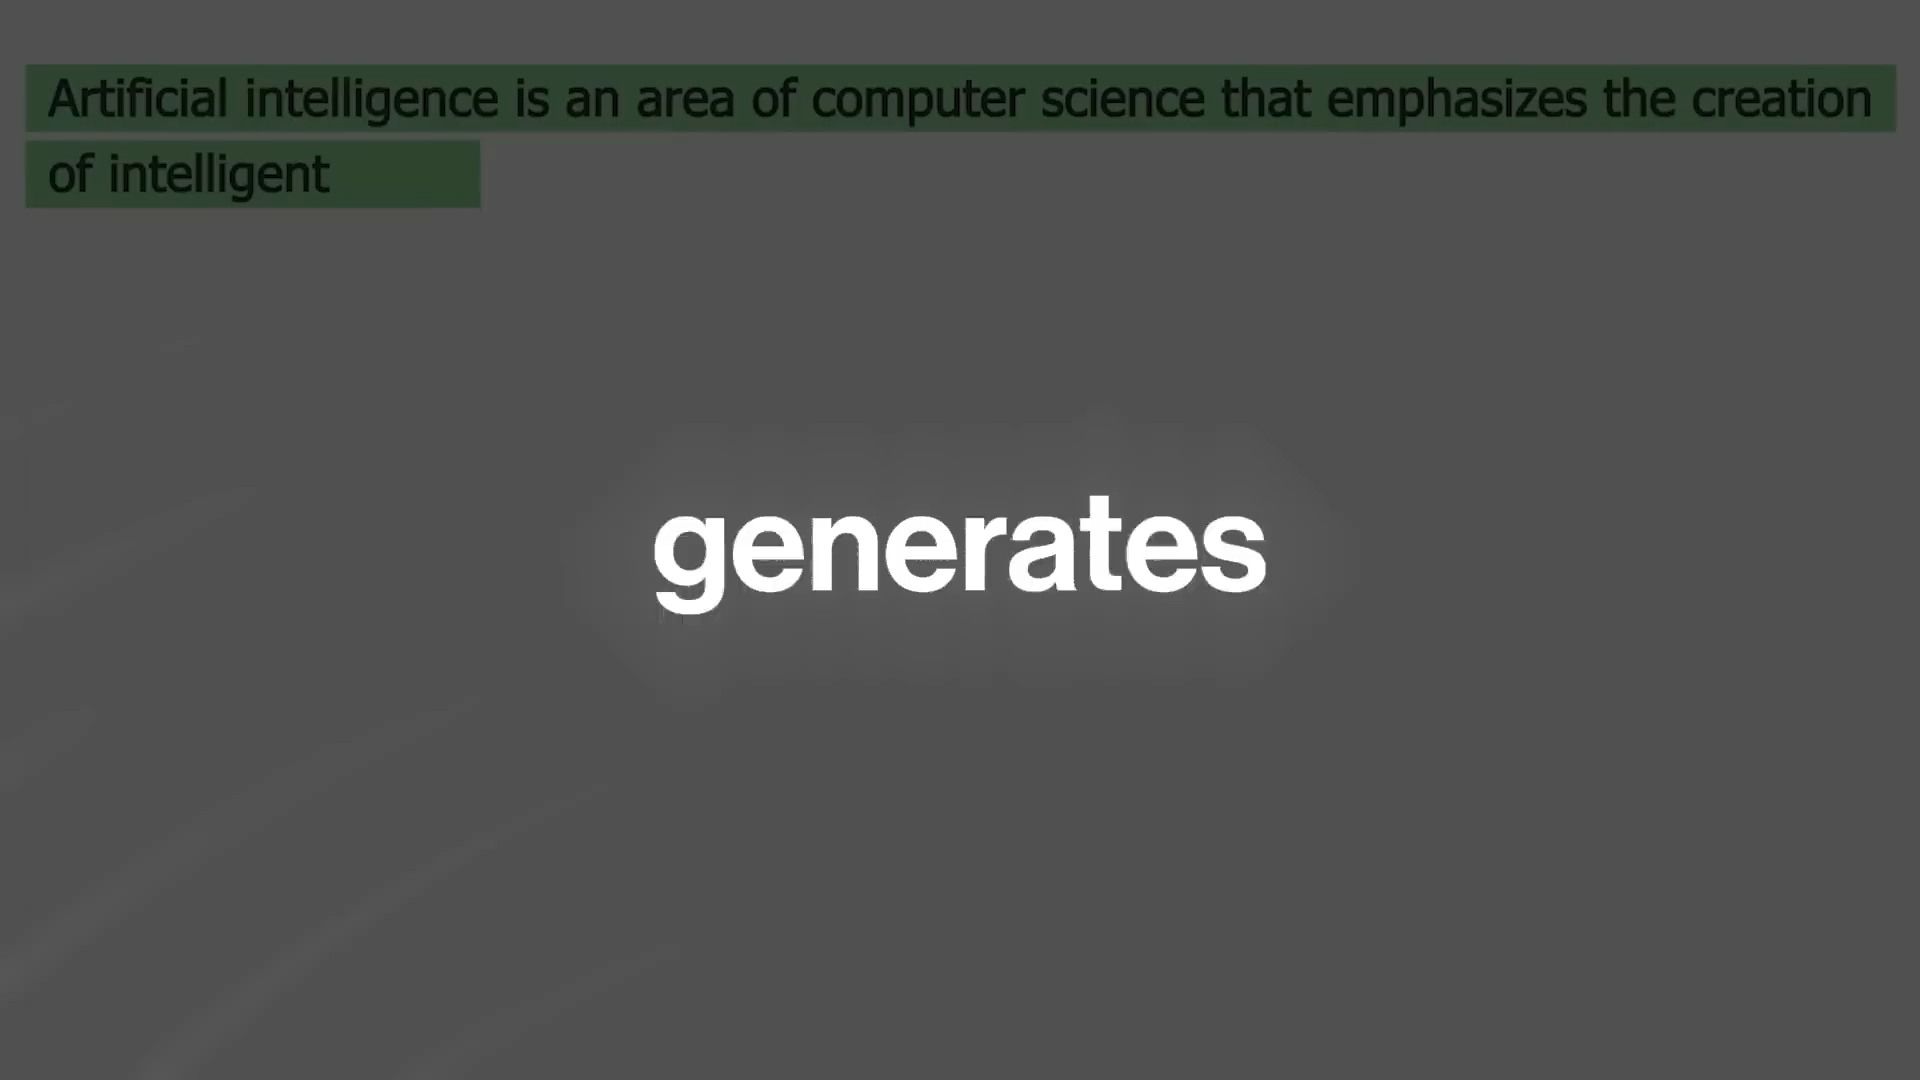 Artificial intelligence is an area of computer science that emphasizes the creation
of intelligent
generates